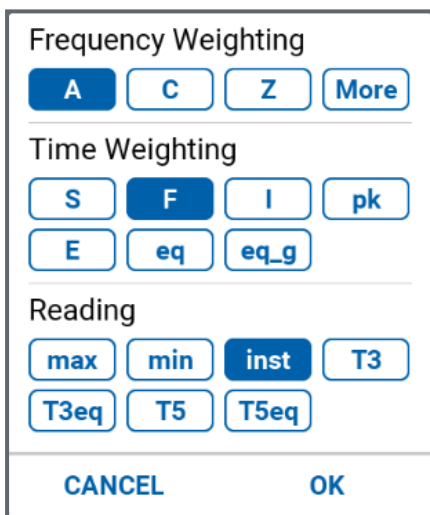 Frequency Weighting
A C Z More
Time Weighting
S F I pk
E eq eq_g
Reading
max min inst T3
T3eq T5 T5eq
CANCEL OK